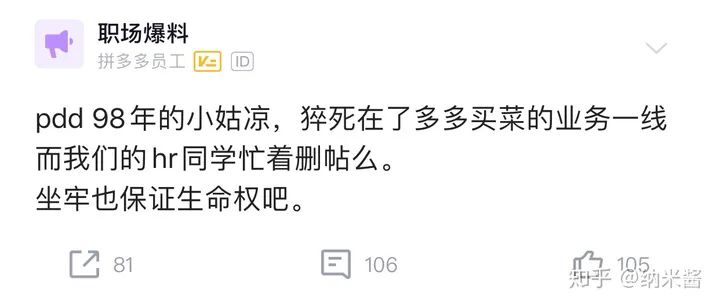 职场爆料
拼多多员工 V ID
pdd 98年的小姑凉，猝死在了多多买菜的业务一线
而我们的hr同学忙着删帖么。
坐牢也保证生命权吧。
81 106 105
知乎 @纳米酱